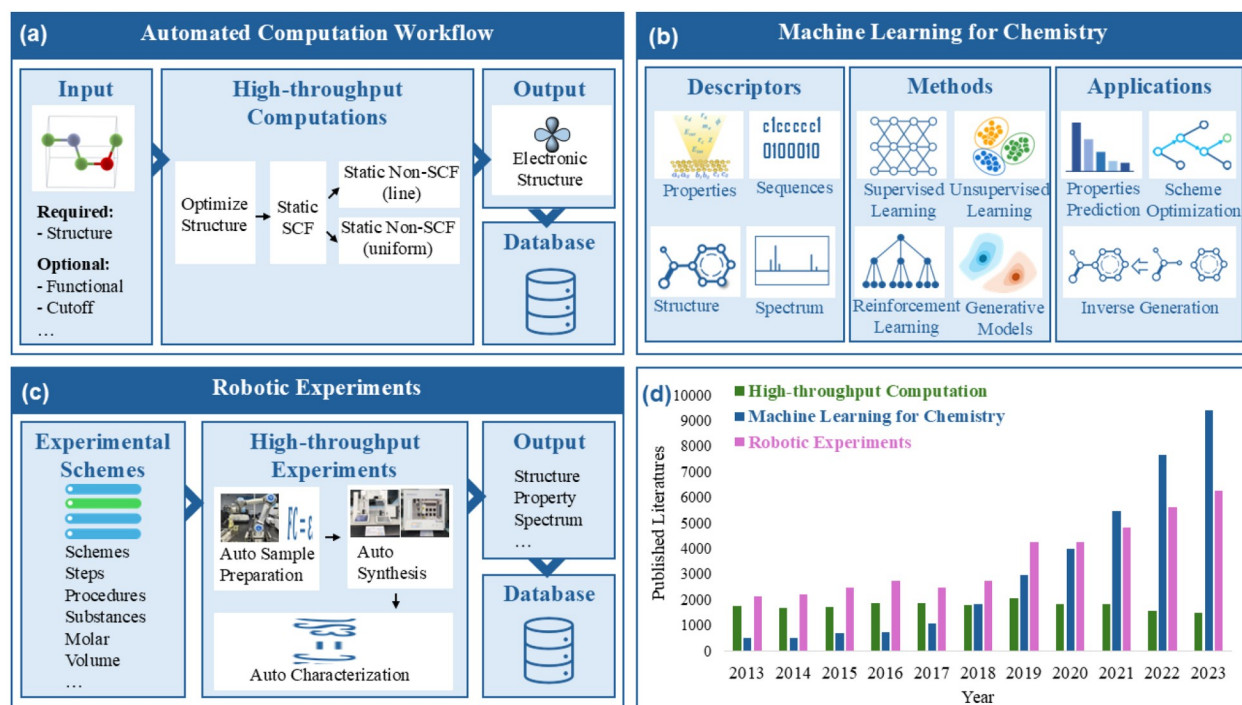 (a)
Automated Computation Workflow
Input
Required:
- Structure
Optional:
- Functional
- Cutoff
…
High-throughput
Computations
Optimize
Structure
Static
SCF
Static Non-SCF
(line)
Static Non-SCF
(uniform)
Output
Electronic
Structure
Database
(b)
Machine Learning for Chemistry
Descriptors
Properties
c1ccccc1
0100010
Sequences
Structure
Spectrum
Methods
Supervised
Learning
Unsupervised
Learning
Reinforcement
Learning
Generative
Models
Applications
Properties
Prediction
Scheme
Optimization
Inverse Generation
(c)
Robotic Experiments
Experimental
Schemes
Schemes
Steps
Procedures
Substances
Molar
Volume
…
High-throughput
Experiments
Auto Sample
Preparation
Auto
Synthesis
Auto Characterization
Output
Structure
Property
Spectrum
…
Database
(d)
High-throughput Computation
Machine Learning for Chemistry
Robotic Experiments
Published Literatures
10000
9000
8000
7000
6000
5000
4000
3000
2000
1000
0
2013 2014 2015 2016 2017 2018 2019 2020 2021 2022 2023
Year